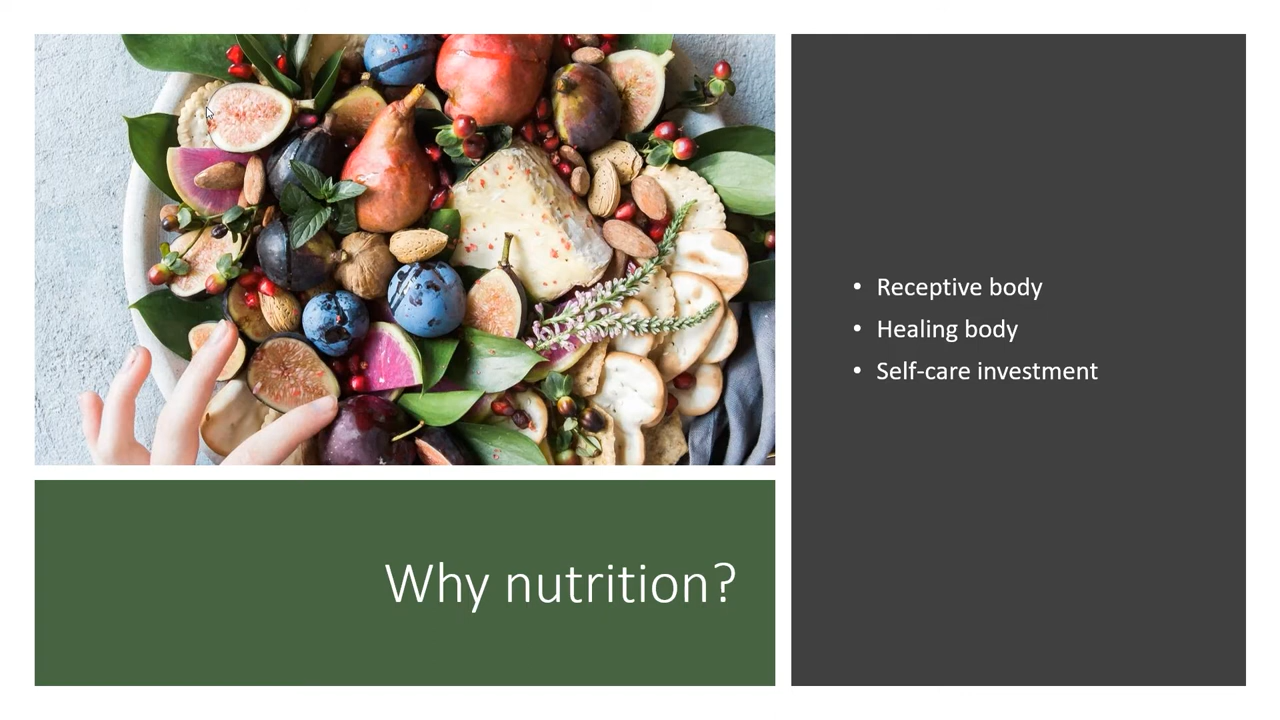 Why nutrition?
Receptive body
Healing body
Self-care investment